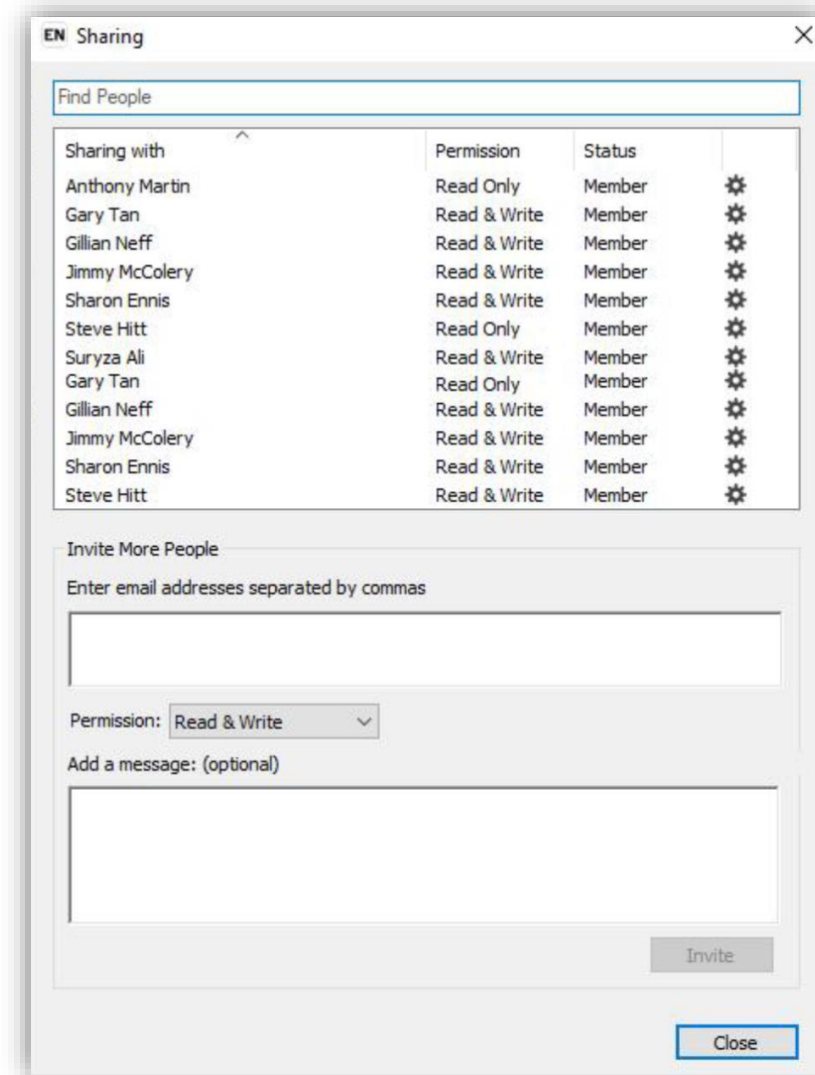 EN Sharing
Find People
Sharing with Permission Status
Anthony Martin Read Only Member
Gary Tan Read & Write Member
Gillian Neff Read & Write Member
Jimmy McColery Read & Write Member
Sharon Ennis Read & Write Member
Steve Hitt Read Only Member
Suryza Ali Read & Write Member
Gary Tan Read Only Member
Gillian Neff Read & Write Member
Jimmy McColery Read & Write Member
Sharon Ennis Read & Write Member
Steve Hitt Read & Write Member
Invite More People
Enter email addresses separated by commas
Permission: Read & Write
Add a message: (optional)
Invite
Close